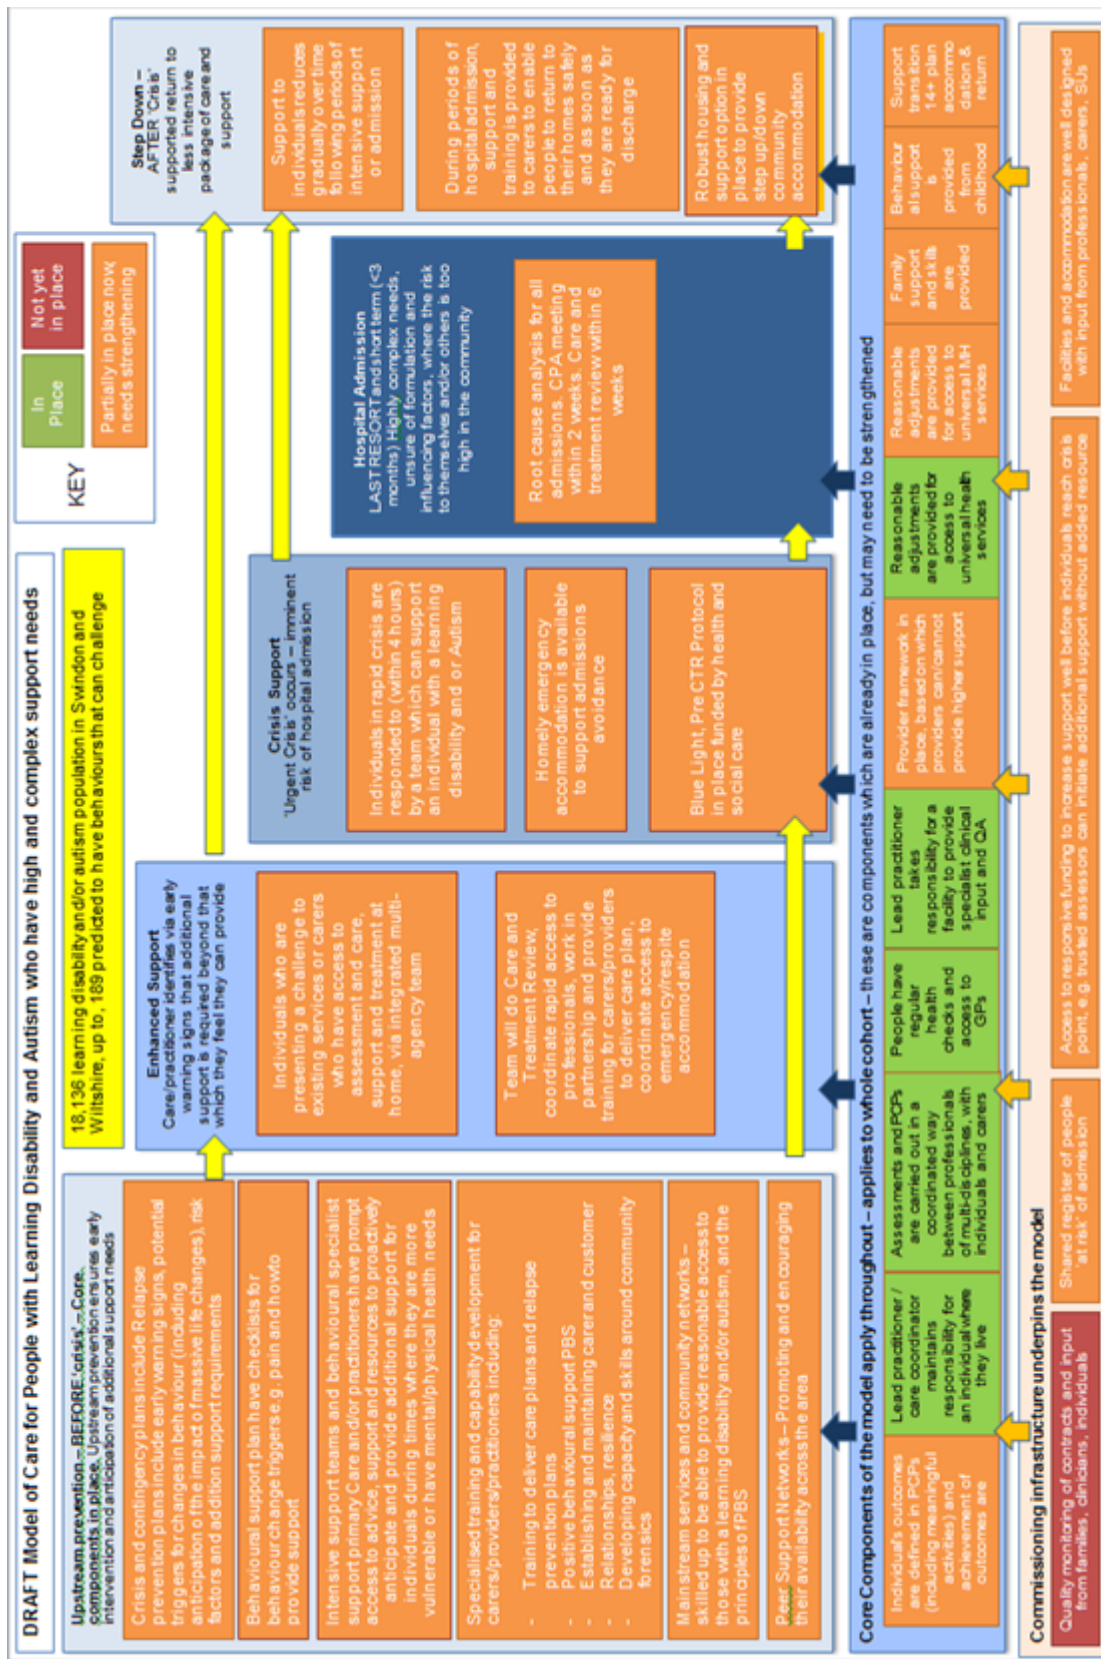 DRAFT Model of Care for People with Learning Disability and Autism who have high and complex support needs
18,136 learning disability and/or autism population in Swindon and
Wiltshire, up to, 189 predicted to have behaviours that can challenge
KEY
In
Place
Not yet
in place
Partially in place now,
needs strengthening
Upstream prevention – BEFORE 'crisis' – Core
components in place, Upstream prevention ensures early
intervention and anticipation of additional support needs
Crisis and contingency plans include Relapse
prevention plans include early warning signs, potential
triggers for changes in behaviour (including
anticipation of the impact of massive life changes), risk
factors and addition support requirements
Behavioural support plan have checklists for
behaviour change triggers e.g. pain and how to
provide support
Intensive support teams and behavioural specialist
support primary Care and/or practitioners have prompt
access to advice, support and resources to proactively
anticipate and provide additional support for
individuals during times where they are more
vulnerable or have mental/physical health needs
Specialised training and capability development for
carers/providers/practitioners including:
- Training to deliver care plans and relapse
prevention plans
- Positive behavioural support PBS
- Establishing and maintaining carer and customer
- Relationships, resilience
- Developing capacity and skills around community
forensics
Mainstream services and community networks –
skilled up to be able to provide reasonable access to
those with a learning disability and/or autism, and the
principles of PBS
Peer Support Networks – Promoting and encouraging
their availability across the area
Enhanced Support
Care/practitioner identifies via early
warning signs that additional
support is required beyond that
which they feel they can provide
Individuals who are
presenting a challenge to
existing services or carers
who have access to
assessment and care,
support and treatment at
home, via integrated multi-
agency team
Team will do Care and
Treatment Review,
coordinate rapid access to
professionals, work in
partnership and provide
training for carers/providers
to deliver care plan,
coordinate access to
emergency/respite
accommodation
Crisis Support
'Urgent Crisis' occurs – imminent
risk of hospital admission
Individuals in rapid crisis are
responded to (within 4 hours)
by a team which can support
an individual with a learning
disability and or Autism
Homely emergency
accommodation is available
to support admissions
avoidance
Blue Light, Pre CTR Protocol
in place funded by health and
social care
Hospital Admission
LAST RESORT and short term (<3
months) Highly complex needs,
unsure of formulation and
influencing factors, where the risk
to themselves and/or others is too
high in the community
Root cause analysis for all
admissions. CPA meeting
within 2 weeks. Care and
treatment review within 6
weeks
Step Down –
AFTER 'Crisis'
supported return to
less intensive
package of care and
support
Support to
individuals reduces
gradually over time
following periods of
intensive support
or admission
During periods of
hospital admission,
support and
training is provided
to carers to enable
people to return to
their homes safely
and as soon as
they are ready for
discharge
Robust housing and
support option in
place to provide
step up/down
community
accommodation
Core Components of the model apply throughout – applies to whole cohort – these are components which are already in place, but may need to be strengthened
Individuals outcomes
are defined in PCPs
(including meaningful
activities) and
achievement of
outcomes are
Lead practitioner /
care coordinator
maintains
responsibility for
an individual where
they live
Assessments and PCPs
are carried out in a
coordinated way
between professionals
of multi-disciplines, with
individuals and carers
People have
regular
health
checks and
access to
GPs
Lead practitioner
takes
responsibility for a
facility to provide
specialist clinical
input and QA
Provider framework in
place, based on which
providers can/cannot
provide higher support
Reasonable
adjustments
are provided for
access to
universal health
services
Reasonable
adjustments
are provided
for access to
universal MH
services
Family
support
and skills
are
provided
Behaviour
al support
is
provided
from
childhood
Support
transition
14+ plan
accommo
dation &
return
Commissioning infrastructure underpins the model
Quality monitoring of contracts and input
from families, clinicians, individuals
Shared register of people
'at risk' of admission
Access to responsive funding to increase support well before individuals reach crisis
point, e.g. trusted assessors can initiate additional support without added resource
Facilities and accommodation are well designed
with input from professionals, carers, SUs